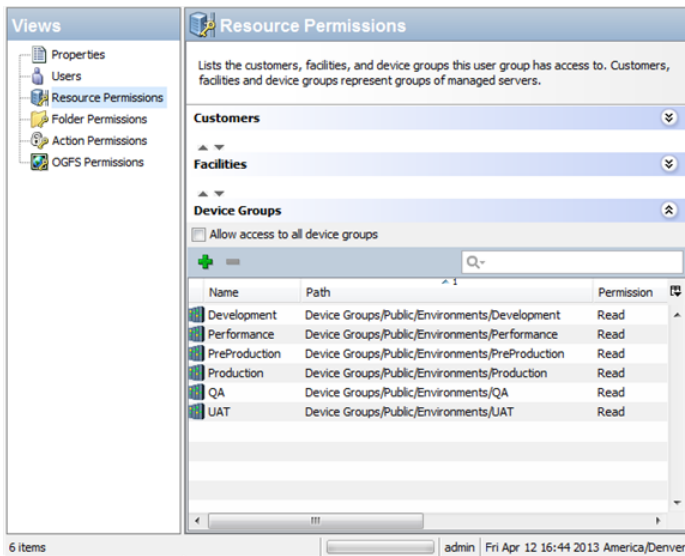 Views
Properties
Users
Resource Permissions
Folder Permissions
Action Permissions
OGFS Permissions
Resource Permissions
Lists the customers, facilities, and device groups this user group has access to. Customers,
facilities and device groups represent groups of managed servers.
Customers
Facilities
Device Groups
Allow access to all device groups
1
Name Path Permission
Development Device Groups/Public/Environments/Development Read
Performance Device Groups/Public/Environments/Performance Read
PreProduction Device Groups/Public/Environments/PreProduction Read
Production Device Groups/Public/Environments/Production Read
QA Device Groups/Public/Environments/QA Read
UAT Device Groups/Public/Environments/UAT Read
6 items admin Fri Apr 12 16:44 2013 America/Denver